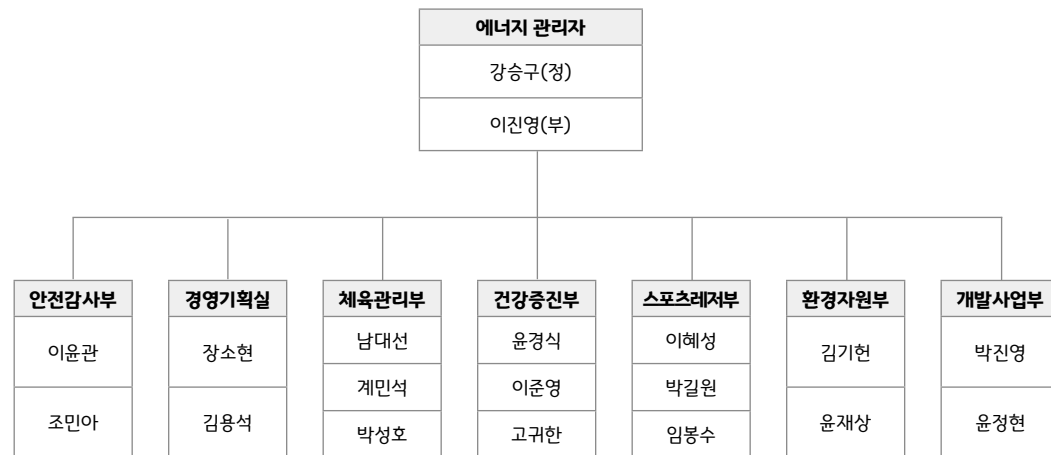 에너지 관리자
강승구(정)
이진영(부)
안전감사부
이윤관
조민아
경영기획실
장소현
김용석
체육관리부
남대선
계민석
박성호
건강증진부
윤경식
이준영
고귀한
스포츠레저부
이혜성
박길원
임봉수
환경자원부
김기헌
윤재상
개발사업부
박진영
윤정현